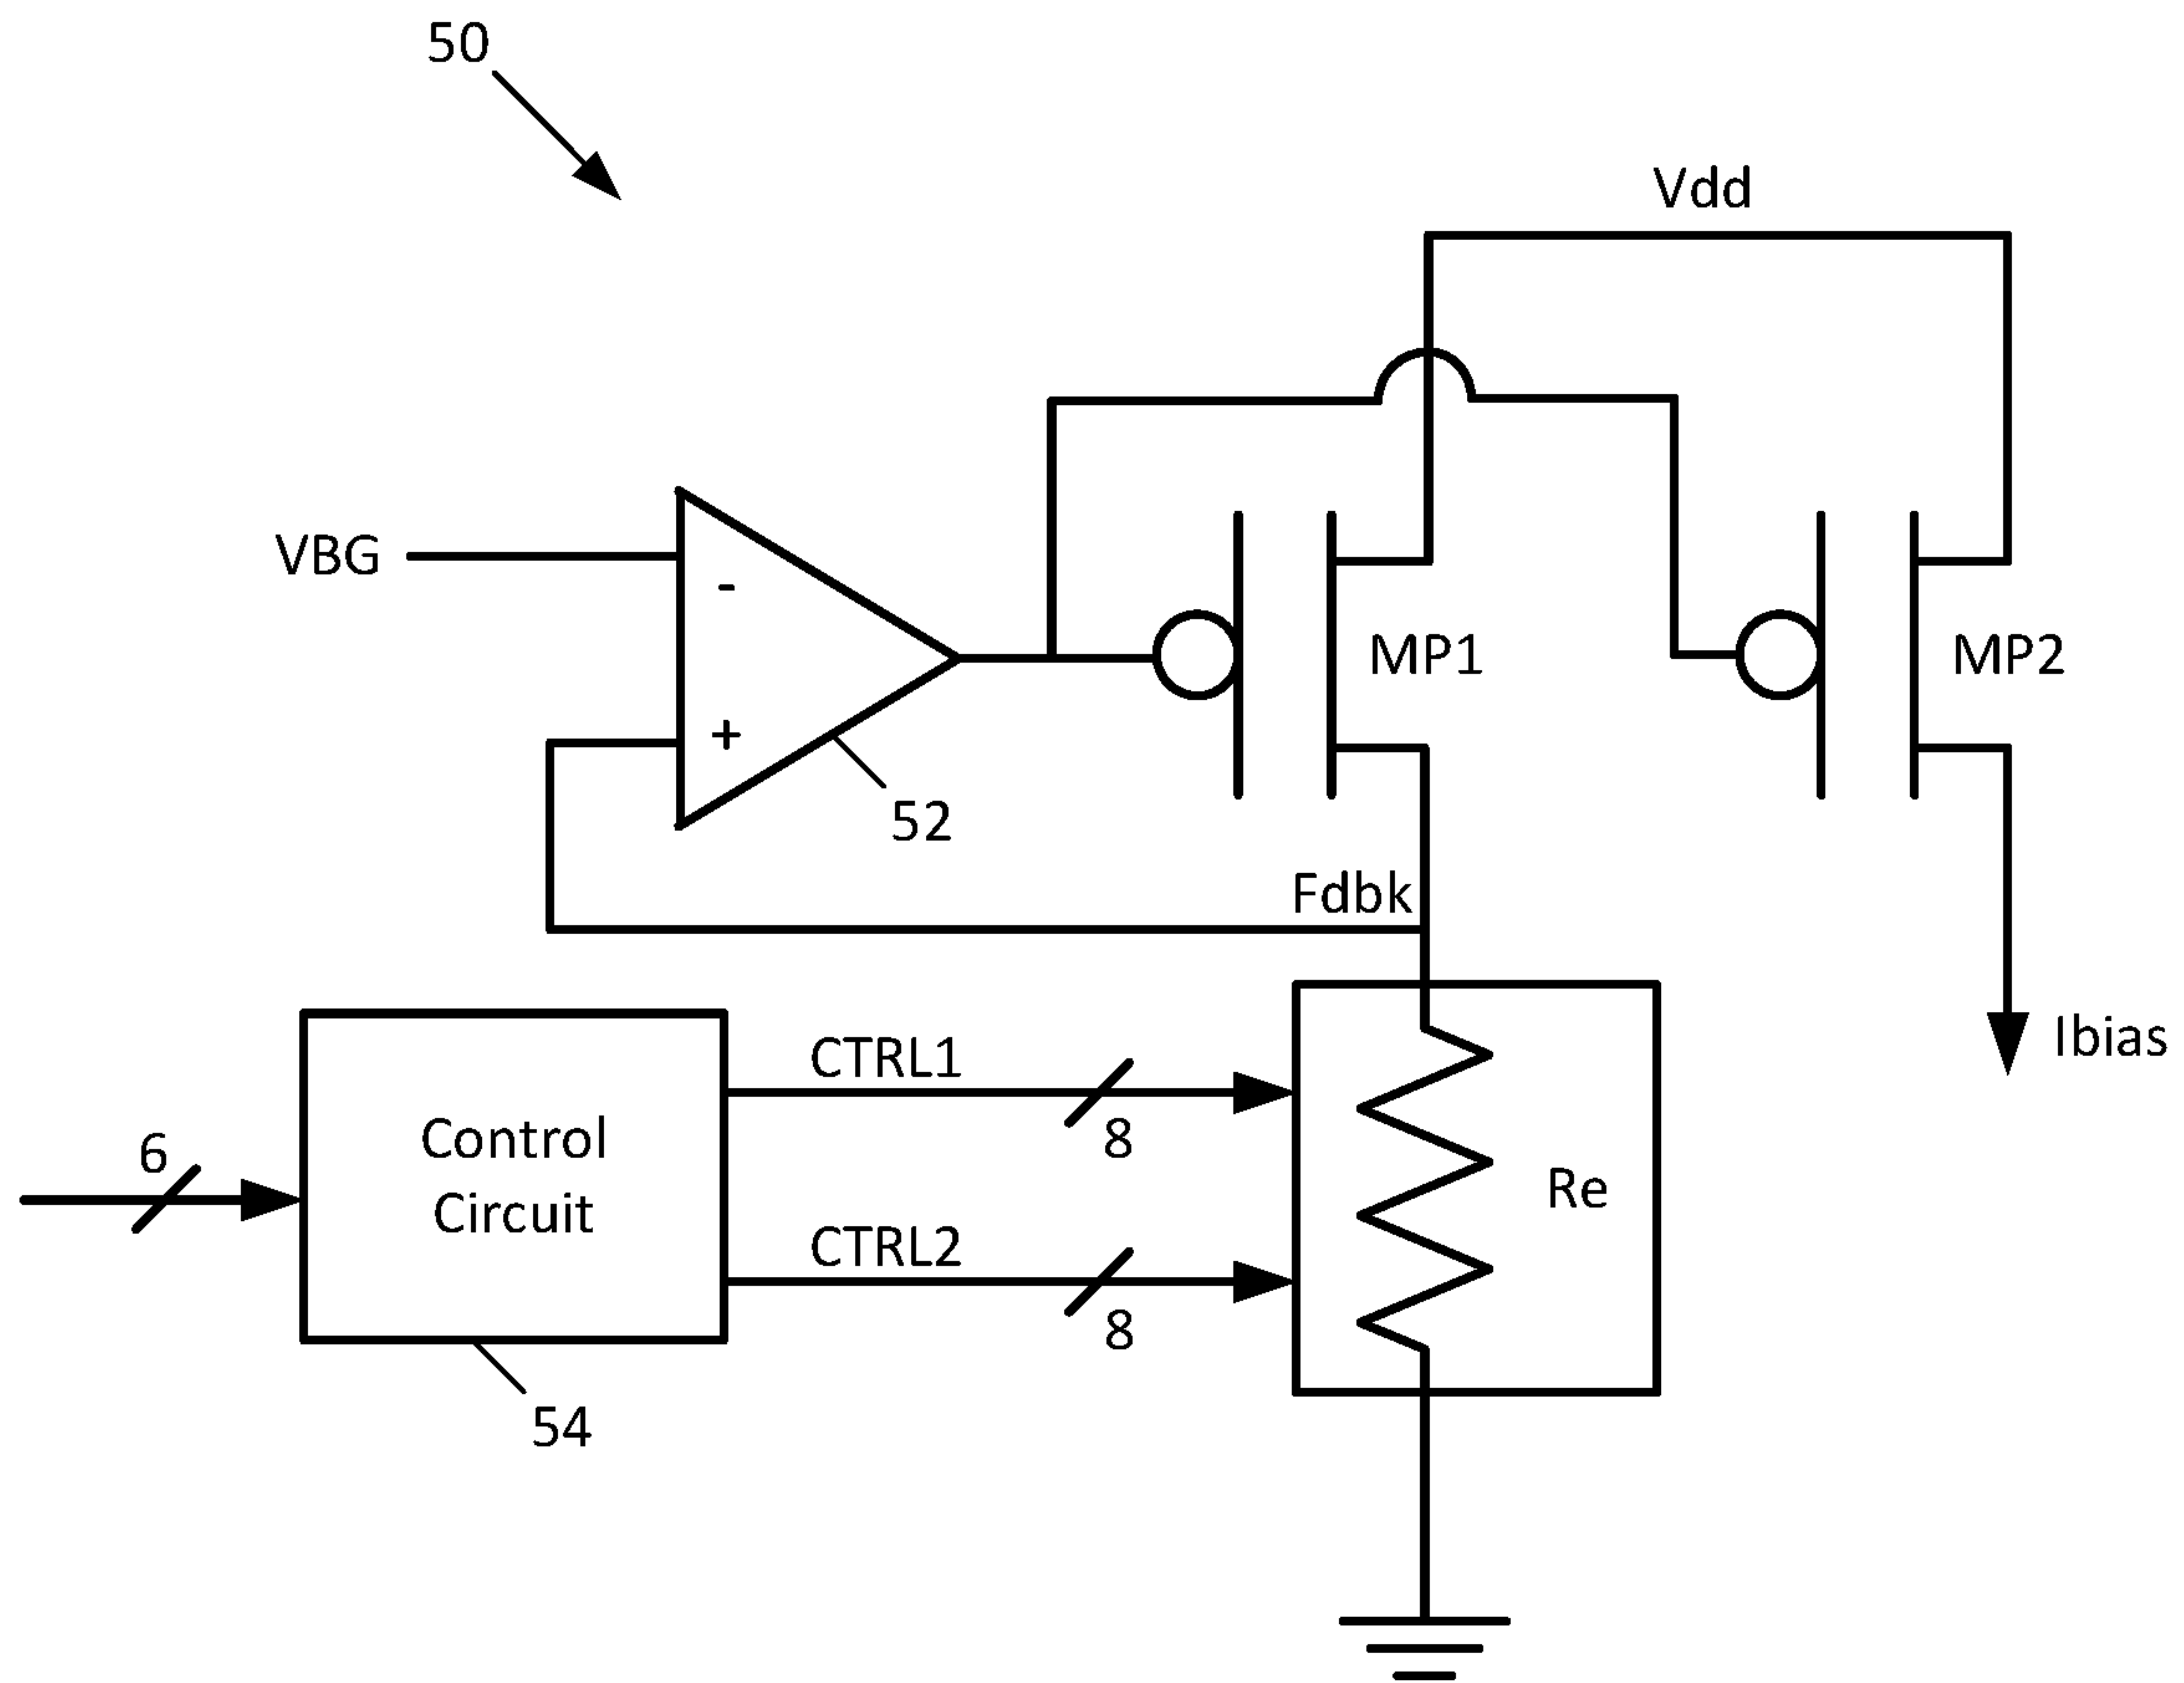 50
Vdd
VBG
-
+
MP1
MP2
52
Fdbk
CTRL1
8
Ibias
6
Control
Circuit
Re
CTRL2
8
54